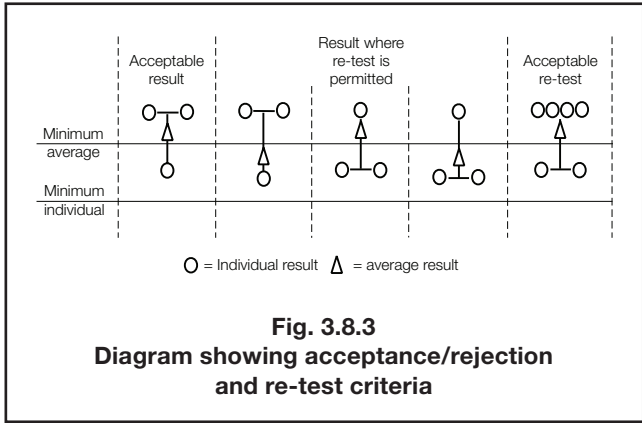 Acceptable
result
Result where
re-test is
permitted
Acceptable
re-test
Minimum
average
Minimum
individual
= Individual result = average result
Fig. 3.8.3
Diagram showing acceptance/rejection
and re-test criteria